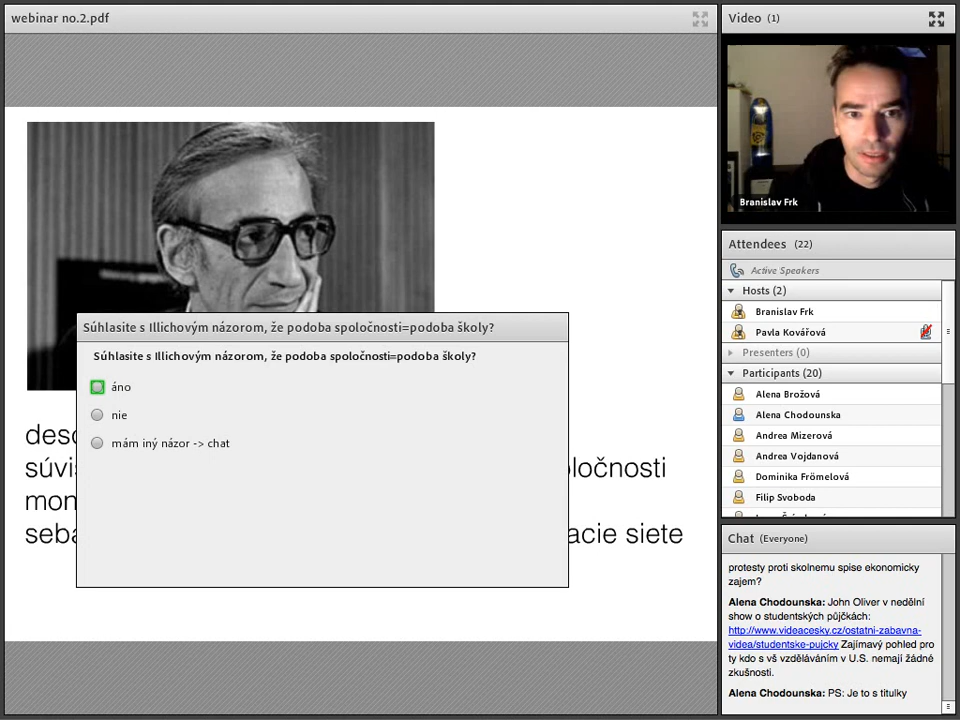 webinar no.2.pdf
Súhlasite s Illichovým názorom, že podoba spoločnosti=podoba školy?
Súhlasite s Illichovým názorom, že podoba spoločnosti=podoba školy?
áno
nie
mám iný názor -> chat
acie siete
Video (1)
Branislav Frk
Attendees (22)
Active Speakers
Hosts (2)
Branislav Frk
Pavla Kovářová
Presenters (0)
Participants (20)
Alena Brožová
Alena Chodounska
Andrea Mizerová
Andrea Vojdanová
Dominika Frömelová
Filip Svoboda
Chat (Everyone)
protesty proti skolnemu spise ekonomicky
zajem?
Alena Chodounska: John Oliver v nedělní
show o studentských půjčkách:
http://www.videacesky.cz/ostatni-zabavna-
videa/studentske-pujcky Zajímavý pohled pro
ty kdo s vš vzděláváním v U.S. nemají žádné
zkušnosti.
Alena Chodounska: PS: Je to s titulky